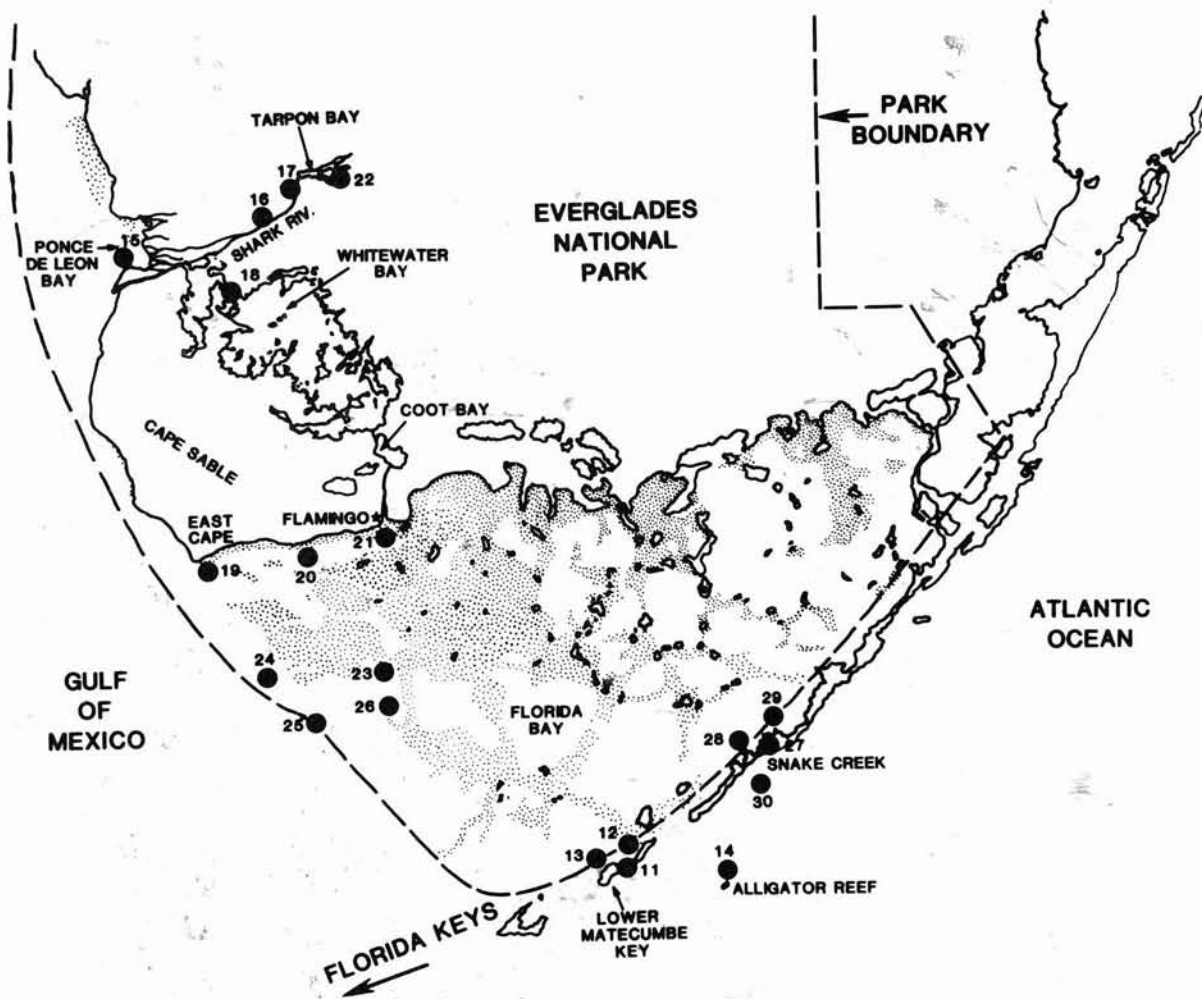 PARK
BOUNDARY
TARPON BAY
17
22
16
EVERGLADES
NATIONAL
PARK
SHARK RIV.
15
PONCE
DE LEON
BAY
WHITEWATER
BAY
18
COOT BAY
CAPE SABLE
FLAMINGO
EAST
CAPE
21
20
19
ATLANTIC
OCEAN
24
23
GULF
OF
MEXICO
26
25
FLORIDA
BAY
29
28
27
SNAKE CREEK
30
12
13
11
14
ALLIGATOR REEF
LOWER
MATECUMBE
KEY
FLORIDA KEYS